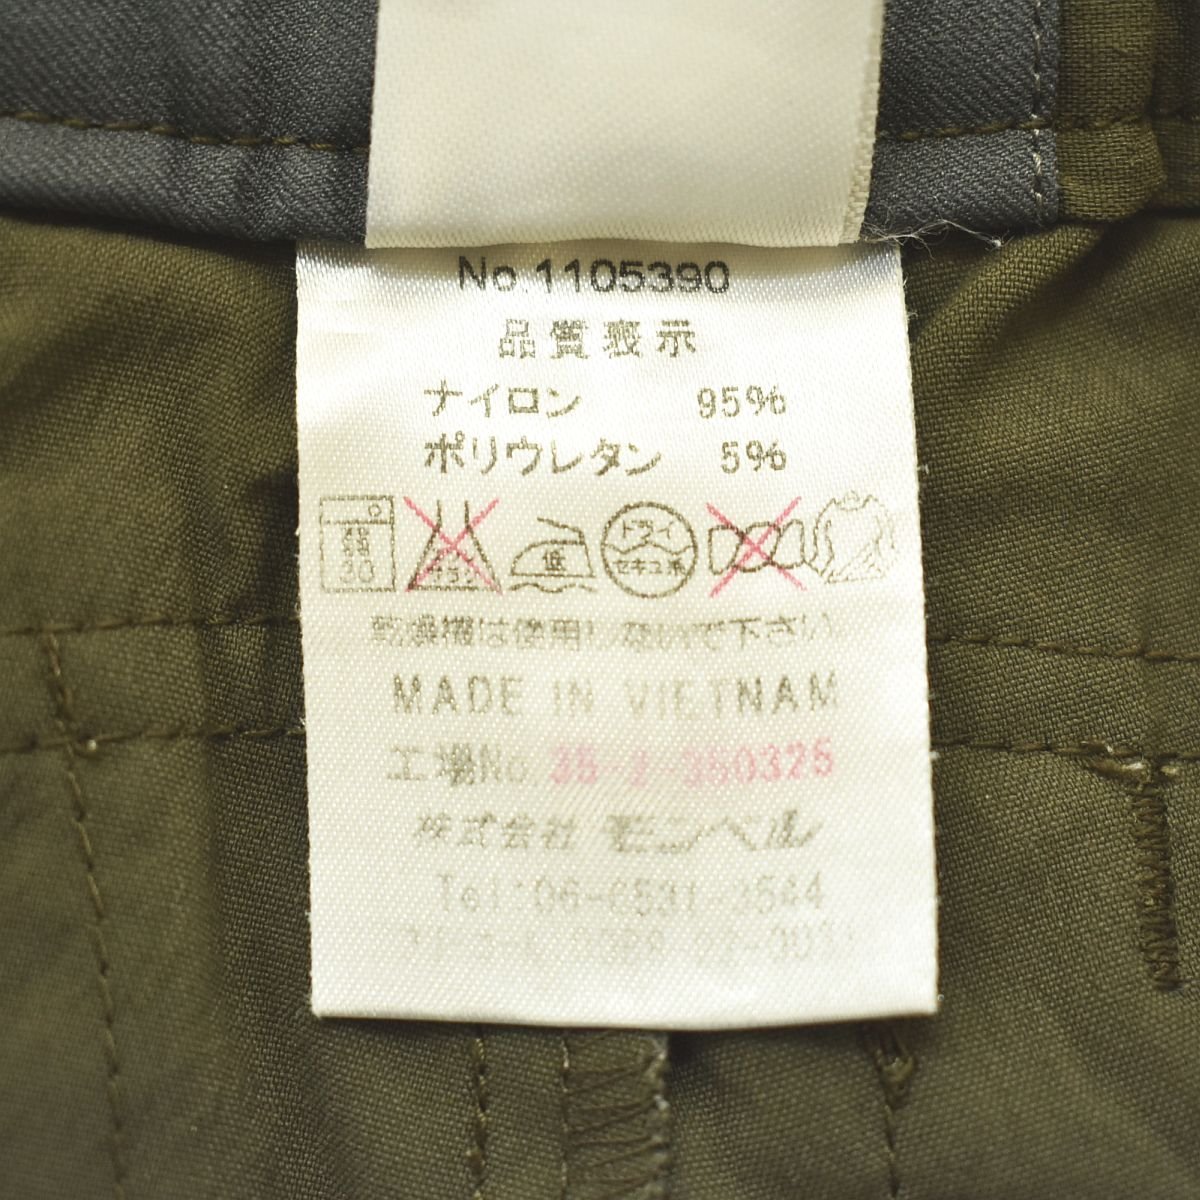 No.1105390
品質表示
ナイロン 95%
ポリウレタン 5%
30 低 ドライ セキユ系
乾燥機は使用しないで下さい
MADE IN VIETNAM
工場No. 35-J-350325
株式会社 モンベル
Tel:06-6531-3544